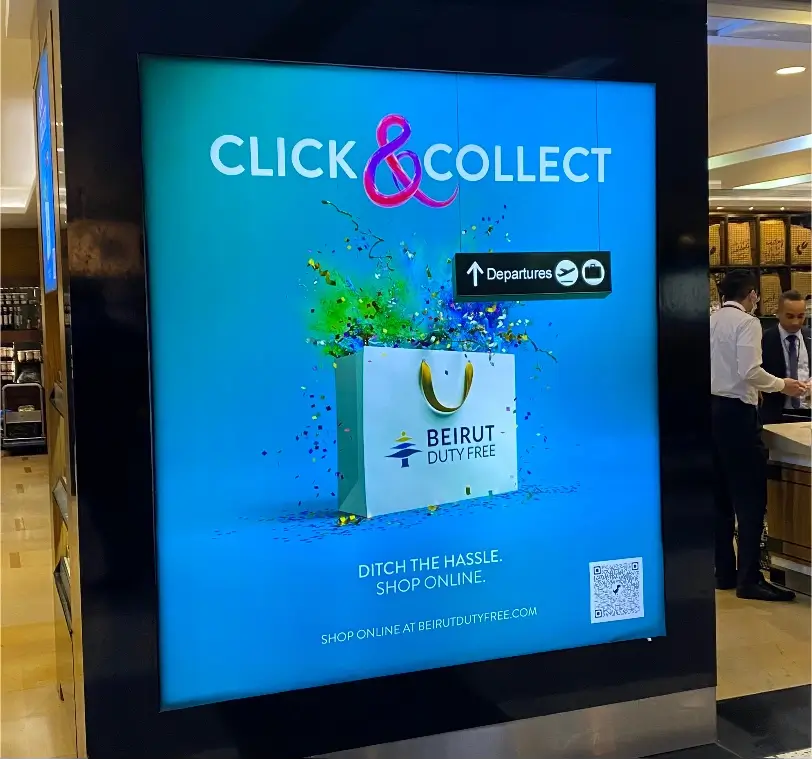 CLICK & COLLECT
↑ Departures
BEIRUT
DUTY FREE
DITCH THE HASSLE.
SHOP ONLINE.
SHOP ONLINE AT BEIRUTDUTYFREE.COM